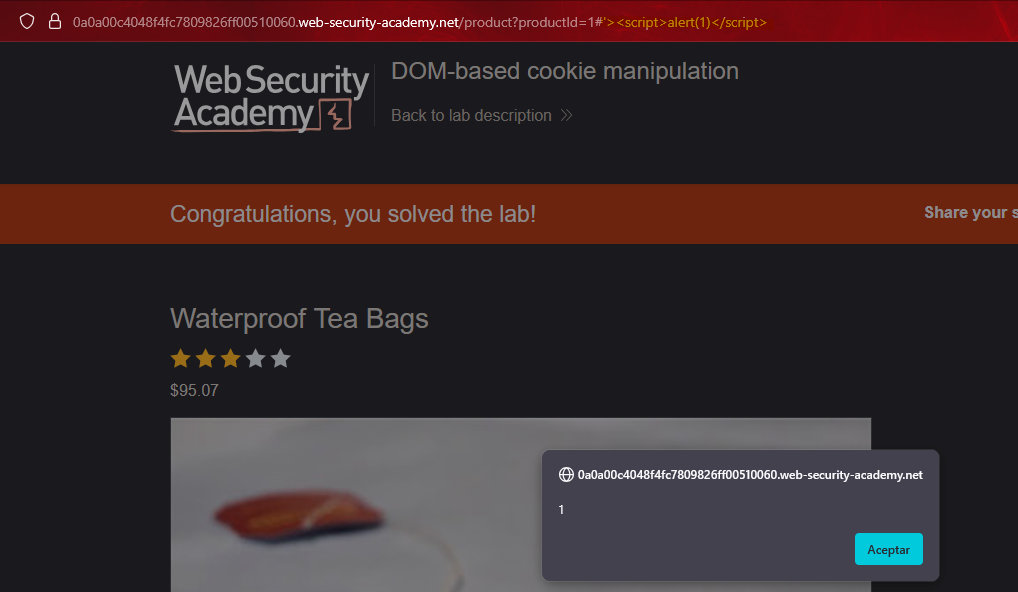 0a0a00c4048f4fc7809826ff00510060.web-security-academy.net/product?productId=1#'><script>alert(1)</script>
Web Security
Academy
DOM-based cookie manipulation
Back to lab description
Congratulations, you solved the lab!
Share your s
Waterproof Tea Bags
$95.07
0a0a00c4048f4fc7809826ff00510060.web-security-academy.net
1
Aceptar